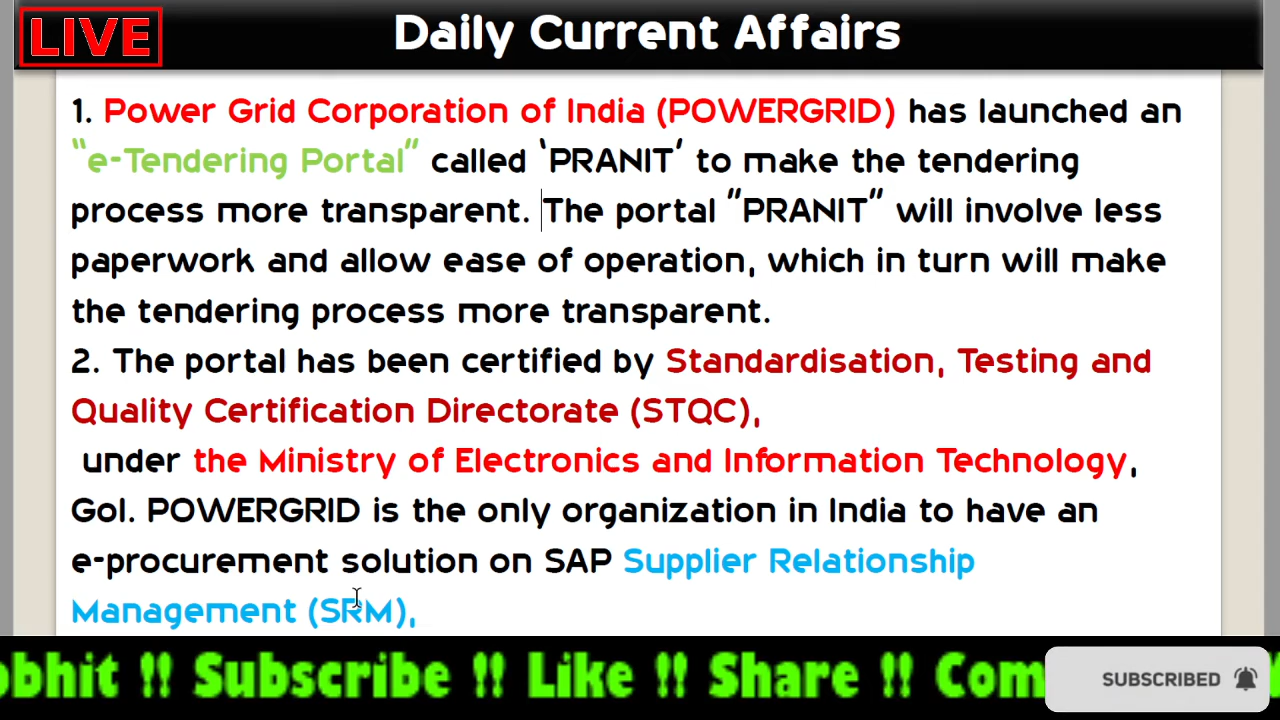 LIVE
Daily Current Affairs
1. Power Grid Corporation of India (POWERGRID) has launched an
"e-Tendering Portal" called 'PRANIT' to make the tendering
process more transparent. The portal "PRANIT" will involve less
paperwork and allow ease of operation, which in turn will make
the tendering process more transparent.
2. The portal has been certified by Standardisation, Testing and
Quality Certification Directorate (STQC),
under the Ministry of Electronics and Information Technology,
GoI. POWERGRID is the only organization in India to have an
e-procurement solution on SAP Supplier Relationship
Management (SRM),
obhit !! Subscribe !! Like !! Share !! Com
SUBSCRIBED